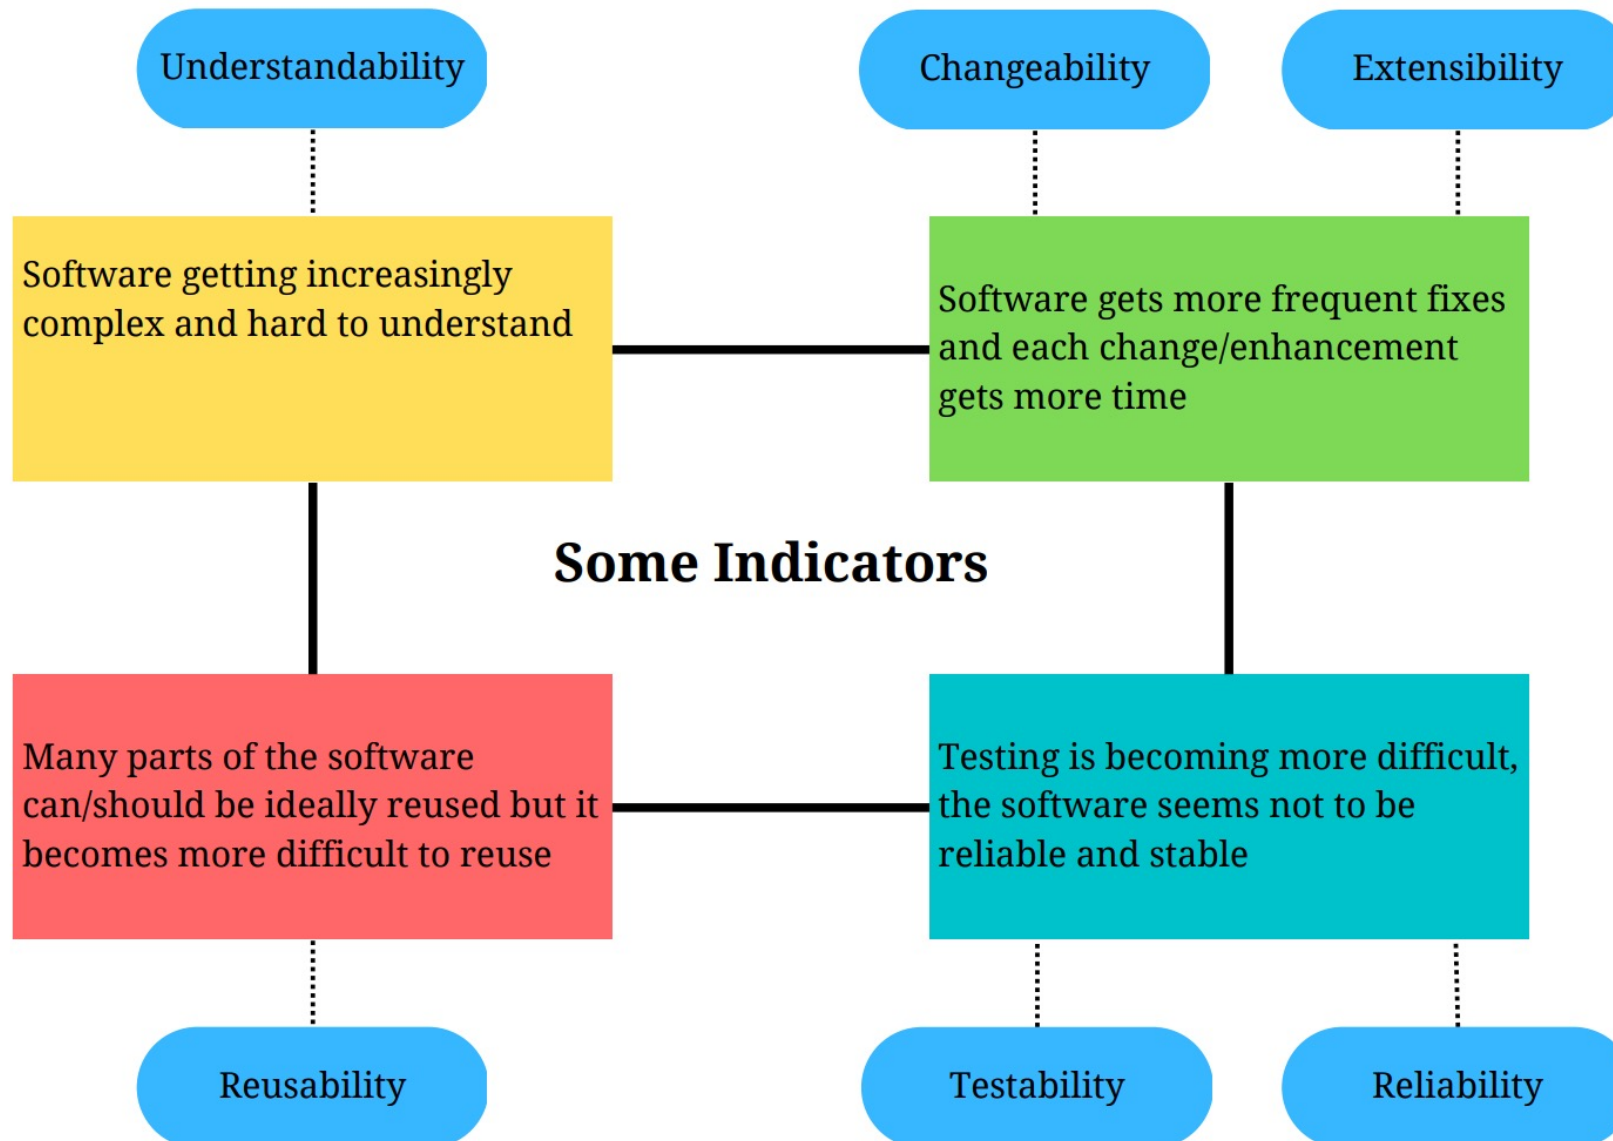 Understandability
Changeability
Extensibility
Software getting increasingly
complex and hard to understand
Software gets more frequent fixes
and each change/enhancement
gets more time
Some Indicators
Many parts of the software
can/should be ideally reused but it
becomes more difficult to reuse
Testing is becoming more difficult,
the software seems not to be
reliable and stable
Reusability
Testability
Reliability